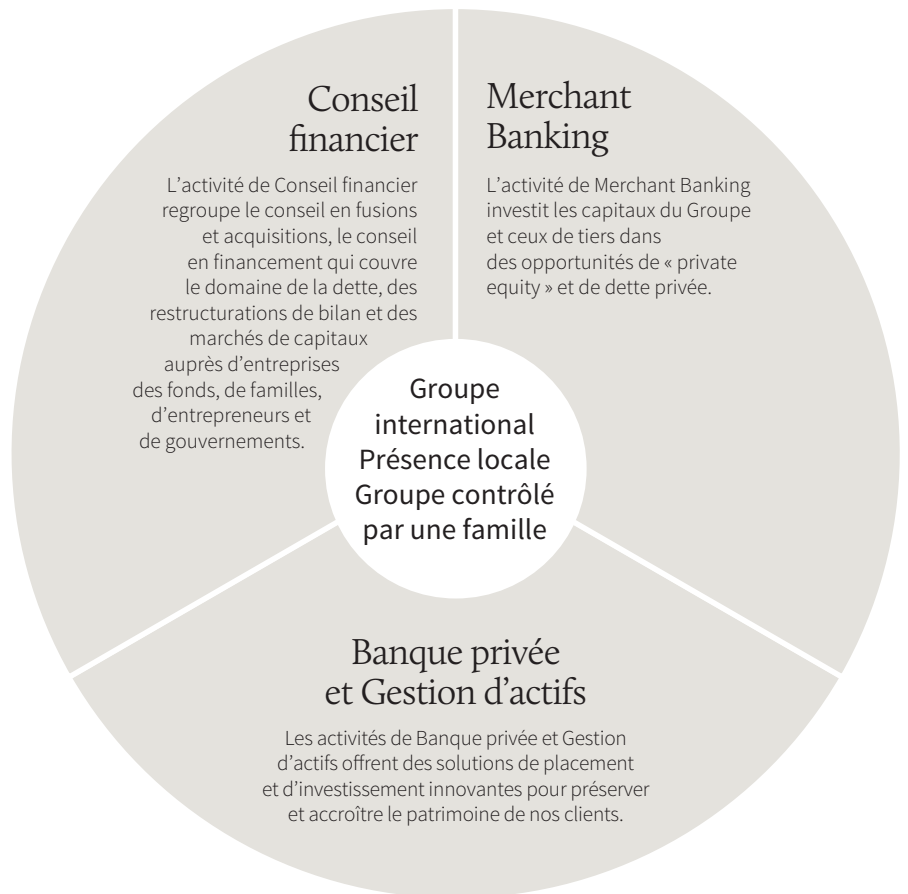 Conseil
financier
L’activité de Conseil financier
regroupe le conseil en fusions
et acquisitions, le conseil
en financement qui couvre
le domaine de la dette, des
restructurations de bilan et des
marchés de capitaux
auprès d’entreprises
des fonds, de familles,
d’entrepreneurs et
de gouvernements.
Merchant
Banking
L’activité de Merchant Banking
investit les capitaux du Groupe
et ceux de tiers dans
des opportunités de « private
equity » et de dette privée.
Groupe
international
Présence locale
Groupe contrôlé
par une famille
Banque privée
et Gestion d’actifs
Les activités de Banque privée et Gestion
d’actifs offrent des solutions de placement
et d’investissement innovantes pour préserver
et accroître le patrimoine de nos clients.